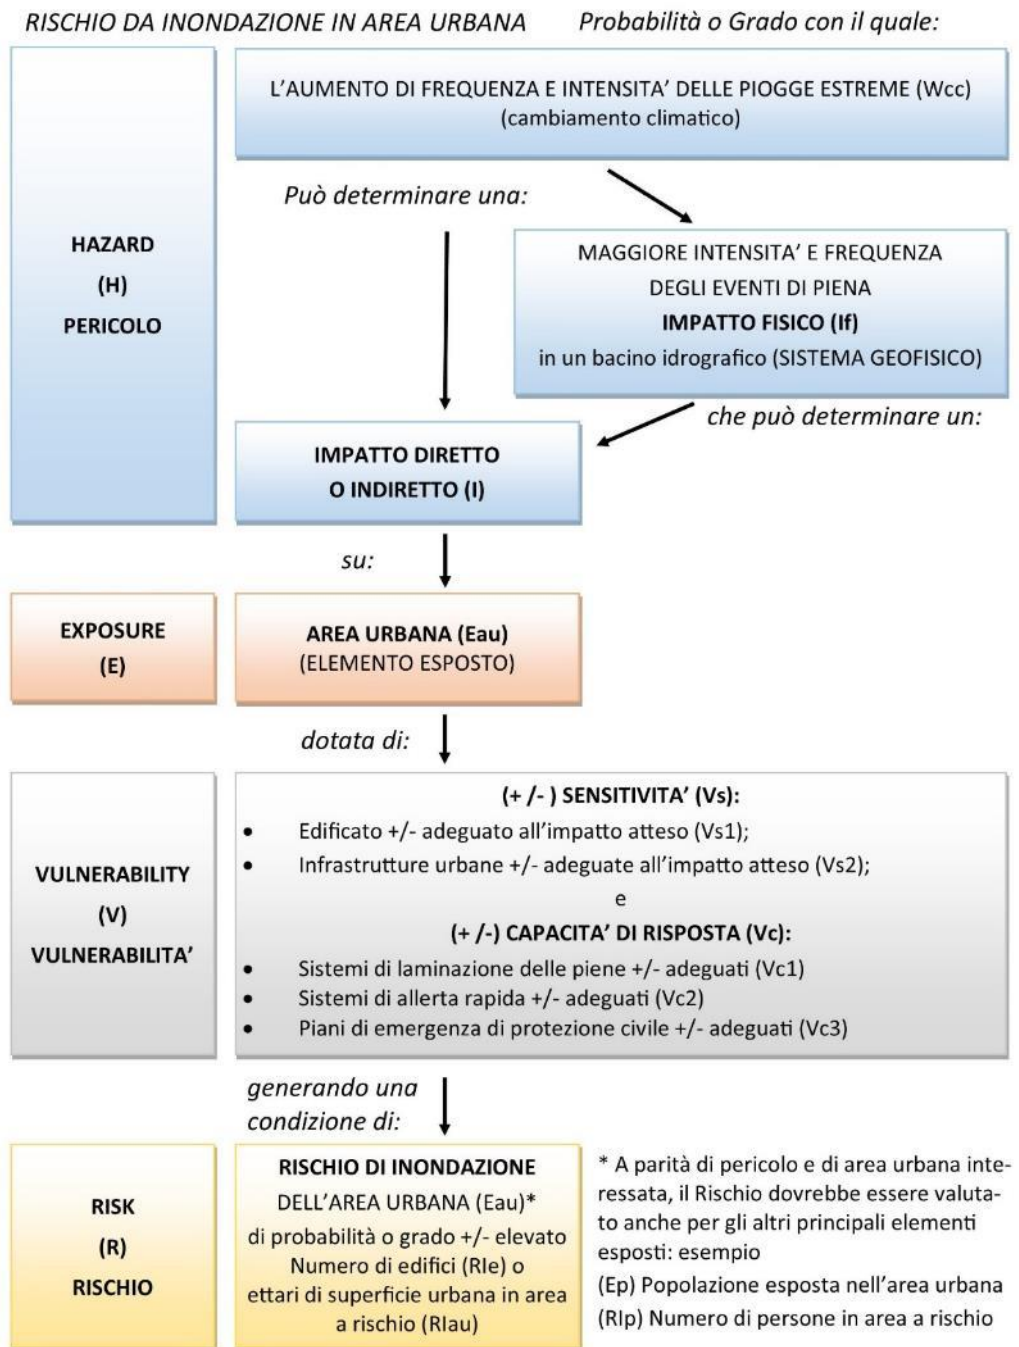 RISCHIO DA INONDAZIONE IN AREA URBANA
Probabilità o Grado con il quale:
L'AUMENTO DI FREQUENZA E INTENSITA' DELLE PIOGGE ESTREME (Wcc)
(cambiamento climatico)
HAZARD
(H)
PERICOLO
Può determinare una:
MAGGIORE INTENSITA' E FREQUENZA
DEGLI EVENTI DI PIENA
IMPATTO FISICO (If)
in un bacino idrografico (SISTEMA GEOFISICO)
che può determinare un:
IMPATTO DIRETTO
O INDIRETTO (I)
su:
EXPOSURE
(E)
AREA URBANA (Eau)
(ELEMENTO ESPOSTO)
dotata di:
VULNERABILITY
(V)
VULNERABILITA'
(+ /- ) SENSITIVITA' (Vs):
• Edificato +/- adeguato all'impatto atteso (Vs1);
• Infrastrutture urbane +/- adeguate all'impatto atteso (Vs2);
e
(+ /-) CAPACITA' DI RISPOSTA (Vc):
• Sistemi di laminazione delle piene +/- adeguati (Vc1)
• Sistemi di allerta rapida +/- adeguati (Vc2)
• Piani di emergenza di protezione civile +/- adeguati (Vc3)
generando una
condizione di:
RISK
(R)
RISCHIO
RISCHIO DI INONDAZIONE
DELL'AREA URBANA (Eau)*
di probabilità o grado +/- elevato
Numero di edifici (RIe) o
ettari di superficie urbana in area
a rischio (RIau)
* A parità di pericolo e di area urbana inte-
ressata, il Rischio dovrebbe essere valuta-
to anche per gli altri principali elementi
esposti: esempio
(Ep) Popolazione esposta nell'area urbana
(RIp) Numero di persone in area a rischio